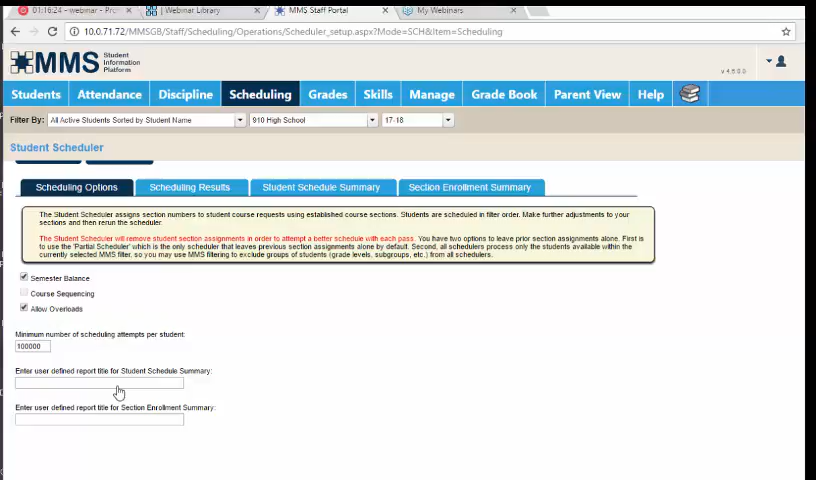 01:16:24 - webinar - Pro
Webinar Library
MMS Staff Portal
My Webinars
10.0.71.72/MMSGB/Staff/Scheduling/Operations/Scheduler_setup.aspx?Mode=SCH&Item=Scheduling
MMS Student Information Platform
v 4.5.0.0
Students Attendance Discipline Scheduling Grades Skills Manage Grade Book Parent View Help
Filter By: All Active Students Sorted by Student Name 910 High School 17-18
Student Scheduler
Scheduling Options Scheduling Results Student Schedule Summary Section Enrollment Summary
The Student Scheduler assigns section numbers to student course requests using established course sections. Students are scheduled in filter order. Make further adjustments to your
sections and then rerun the scheduler.
The Student Scheduler will remove student section assignments in order to attempt a better schedule with each pass. You have two options to leave prior section assignments alone. First is
to use the 'Partial Scheduler' which is the only scheduler that leaves previous section assignments alone by default. Second, all schedulers process only the students available within the
currently selected MMS filter, so you may use MMS filtering to exclude groups of students (grade levels, subgroups, etc.) from all schedulers.
Semester Balance
Course Sequencing
Allow Overloads
Minimum number of scheduling attempts per student:
100000
Enter user defined report title for Student Schedule Summary:
Enter user defined report title for Section Enrollment Summary: